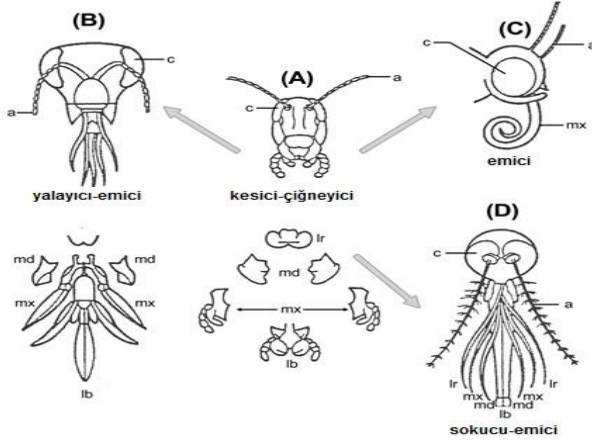 (B)
c
a
yalayıcı-emici
(A)
a
c
kesici-çiğneyici
(C)
c
a
mx
emici
md
md
mx
mx
lb
lr
md
mx
lb
(D)
c
a
lr
lr
mx
mx
md
md
lb
sokucu-emici